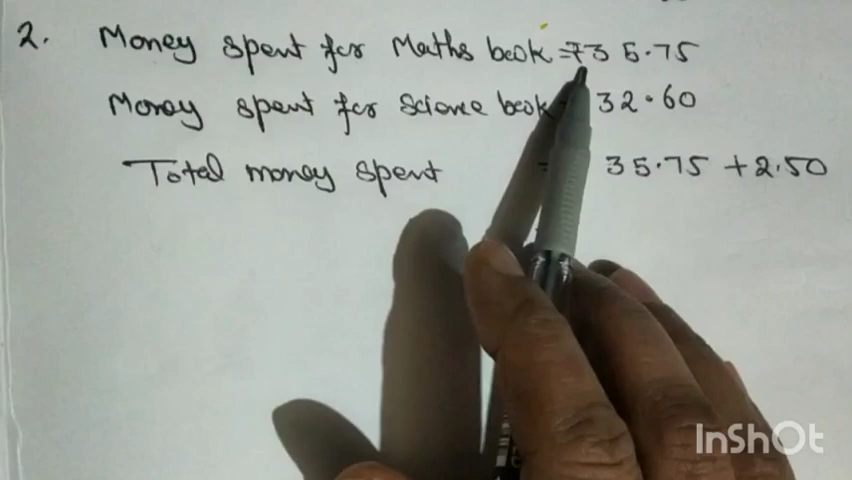 2. Money spent for Maths book = ₹35.75
Money spent for Science book 32.60
Total money spent = 35.75 + 2.50
InShOt